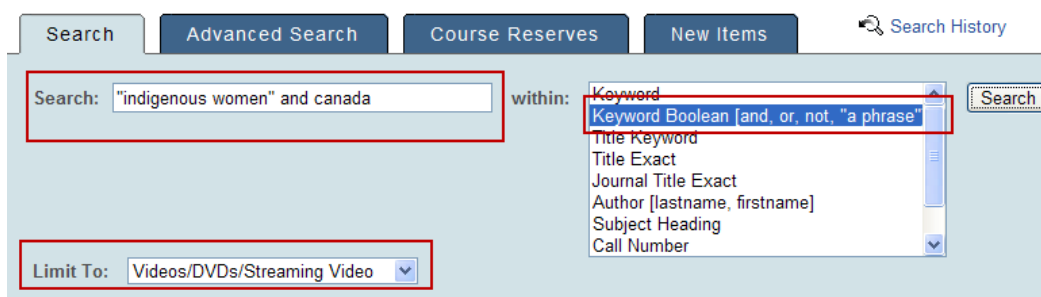 Search Advanced Search Course Reserves New Items Search History
Search: "indigenous women" and canada within: Keyword Search
Keyword Boolean [and, or, not, "a phrase"
Title Keyword
Title Exact
Journal Title Exact
Author [lastname, firstname]
Subject Heading
Call Number
Limit To: Videos/DVDs/Streaming Video